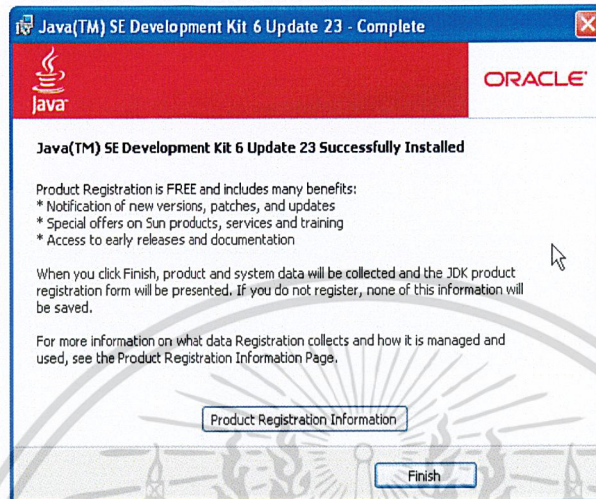 Java(TM) SE Development Kit 6 Update 23 - Complete
Java™
ORACLE®
Java(TM) SE Development Kit 6 Update 23 Successfully Installed
Product Registration is FREE and includes many benefits:
* Notification of new versions, patches, and updates
* Special offers on Sun products, services and training
* Access to early releases and documentation
When you click Finish, product and system data will be collected and the JDK product
registration form will be presented. If you do not register, none of this information will
be saved.
For more information on what data Registration collects and how it is managed and
used, see the Product Registration Information Page.
Product Registration Information
Finish